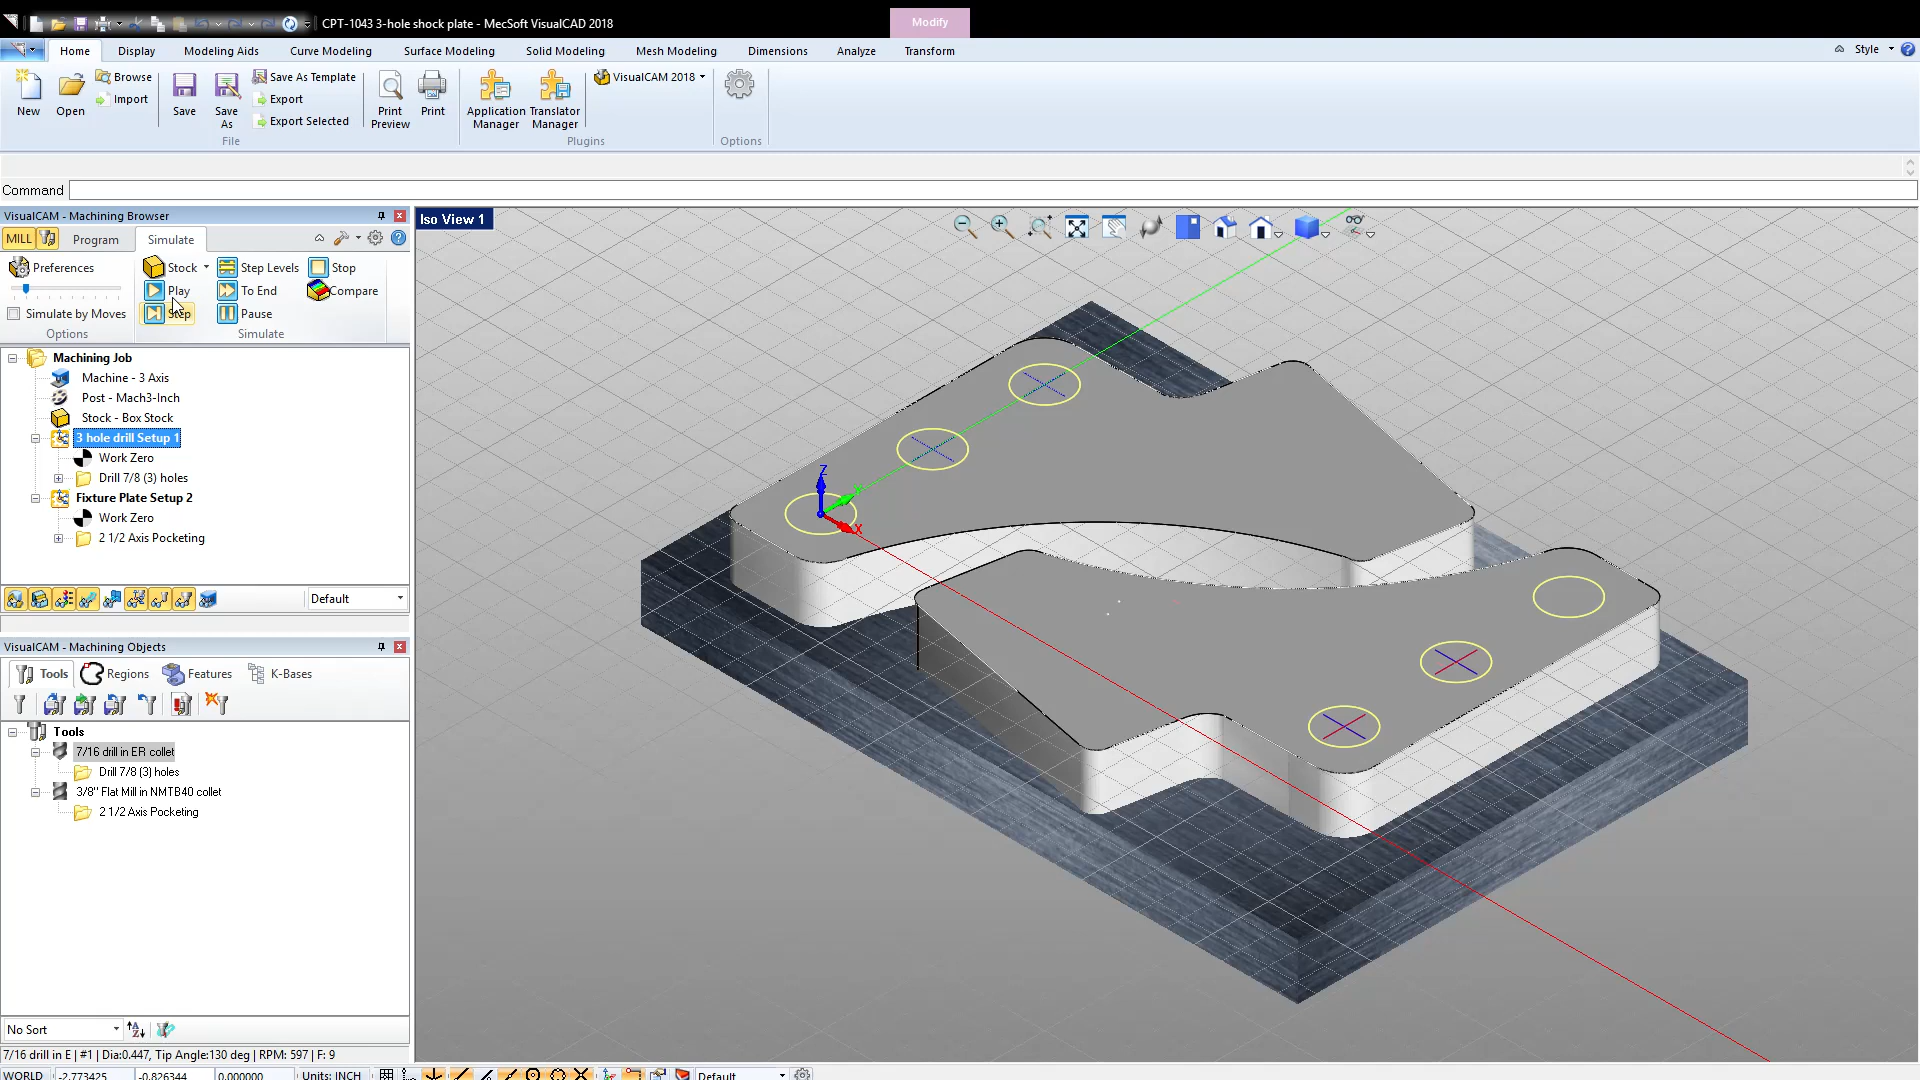 CPT-1043 3-hole shock plate - MecSoft VisualCAD 2018
Modify
Home Display Modeling Aids Curve Modeling Surface Modeling Solid Modeling Mesh Modeling Dimensions Analyze Transform Style
New Open Browse Import Save Save As Save As Template Export Export Selected Print Preview Print Application Manager Translator Manager VisualCAM 2018
File Plugins Options
Command
VisualCAM - Machining Browser
MILL Program Simulate
Preferences Stock Step Levels Stop
Play To End Compare
Simulate by Moves Step Pause
Options Simulate
Machining Job
Machine - 3 Axis
Post - Mach3-Inch
Stock - Box Stock
3 hole drill Setup 1
Work Zero
Drill 7/8 (3) holes
Fixture Plate Setup 2
Work Zero
2 1/2 Axis Pocketing
Default
VisualCAM - Machining Objects
Tools Regions Features K-Bases
Tools
7/16 drill in ER collet
Drill 7/8 (3) holes
3/8" Flat Mill in NMTB40 collet
2 1/2 Axis Pocketing
No Sort
7/16 drill in E | #1 | Dia:0.447, Tip Angle:130 deg | RPM: 597 | F: 9
WORLD -2.773425 -0.826344 0.000000 Units: INCH Default
Iso View 1
Z
Y
X